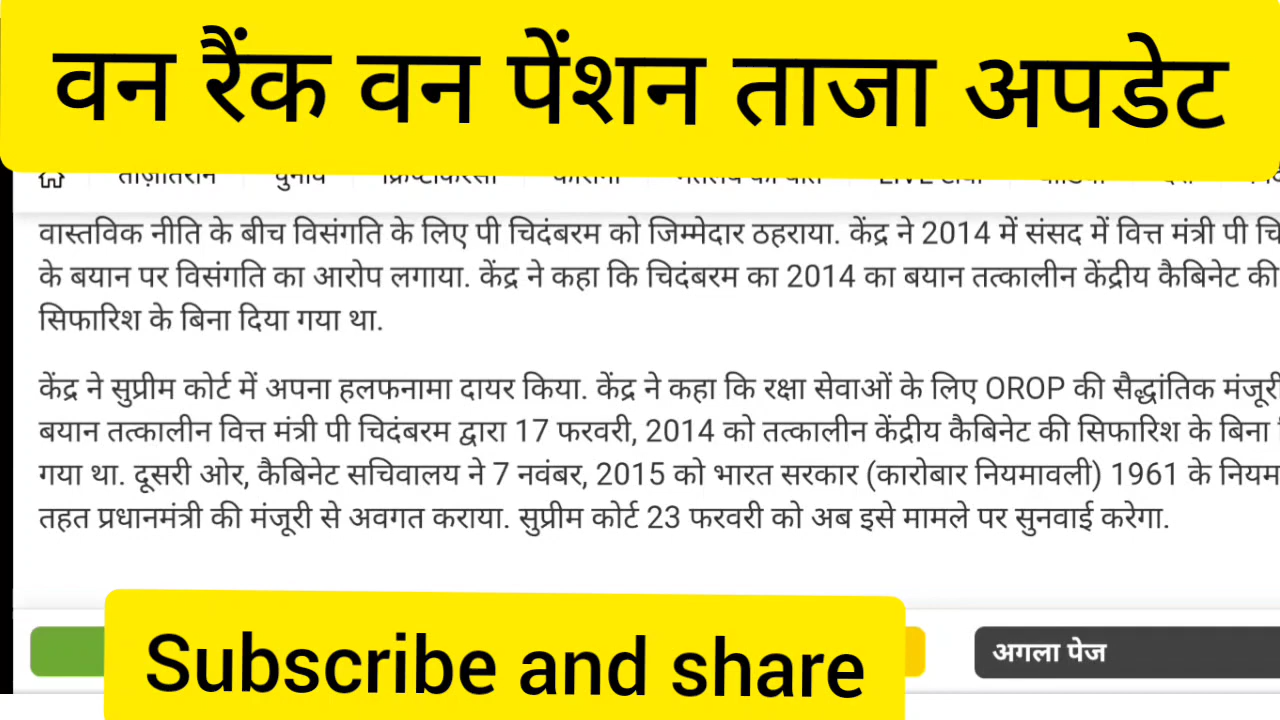 वन रैंक वन पेंशन ताजा अपडेट
वास्तविक नीति के बीच विसंगति के लिए पी चिदंबरम को जिम्मेदार ठहराया. केंद्र ने 2014 में संसद में वित्त मंत्री पी
के बयान पर विसंगति का आरोप लगाया. केंद्र ने कहा कि चिदंबरम का 2014 का बयान तत्कालीन केंद्रीय कैबिनेट की
सिफारिश के बिना दिया गया था.
केंद्र ने सुप्रीम कोर्ट में अपना हलफनामा दायर किया. केंद्र ने कहा कि रक्षा सेवाओं के लिए OROP की सैद्धांतिक मंजूरी
बयान तत्कालीन वित्त मंत्री पी चिदंबरम द्वारा 17 फरवरी, 2014 को तत्कालीन केंद्रीय कैबिनेट की सिफारिश के बिना
गया था. दूसरी ओर, कैबिनेट सचिवालय ने 7 नवंबर, 2015 को भारत सरकार (कारोबार नियमावली) 1961 के नियम
तहत प्रधानमंत्री की मंजूरी से अवगत कराया. सुप्रीम कोर्ट 23 फरवरी को अब इसे मामले पर सुनवाई करेगा.
अगला पेज
Subscribe and share